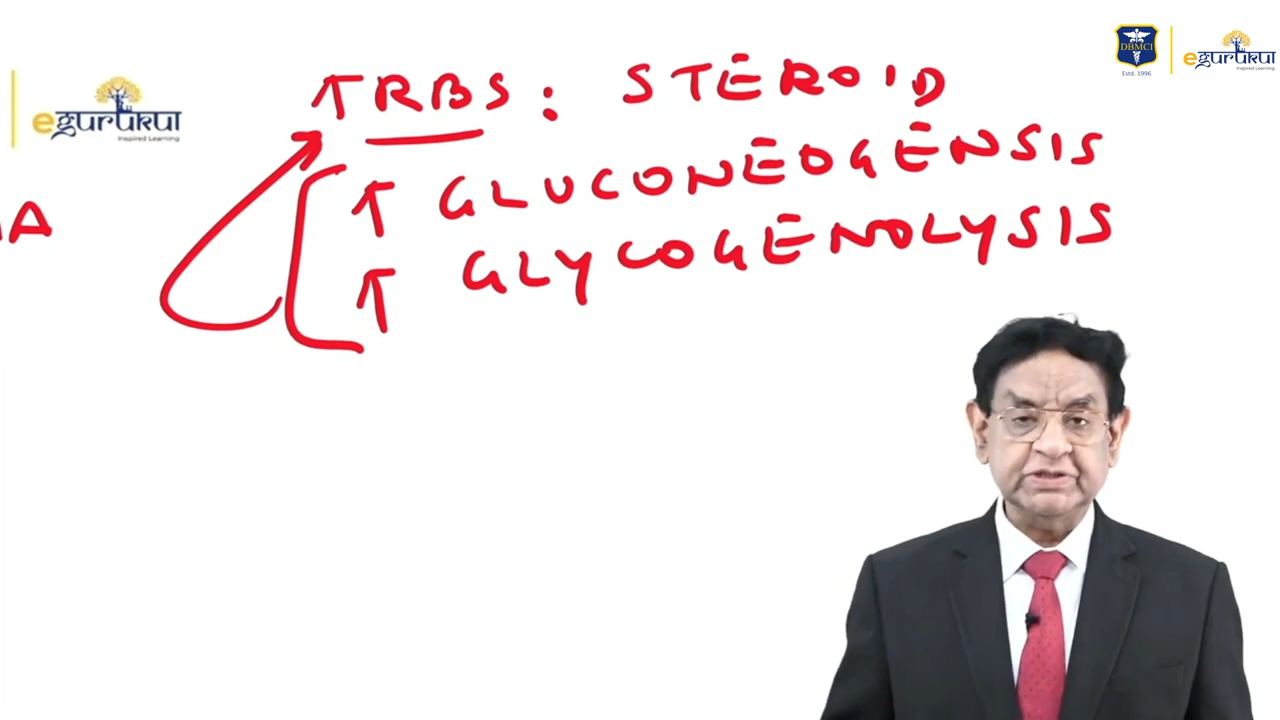 DBMCI
Estd. 1996
egurukul
Inspired Learning
egurukul
Inspired Learning
↑ RBS : STEROID
↑ GLUCONEOGENSIS
↑ GLYCOGENOLYSIS
A